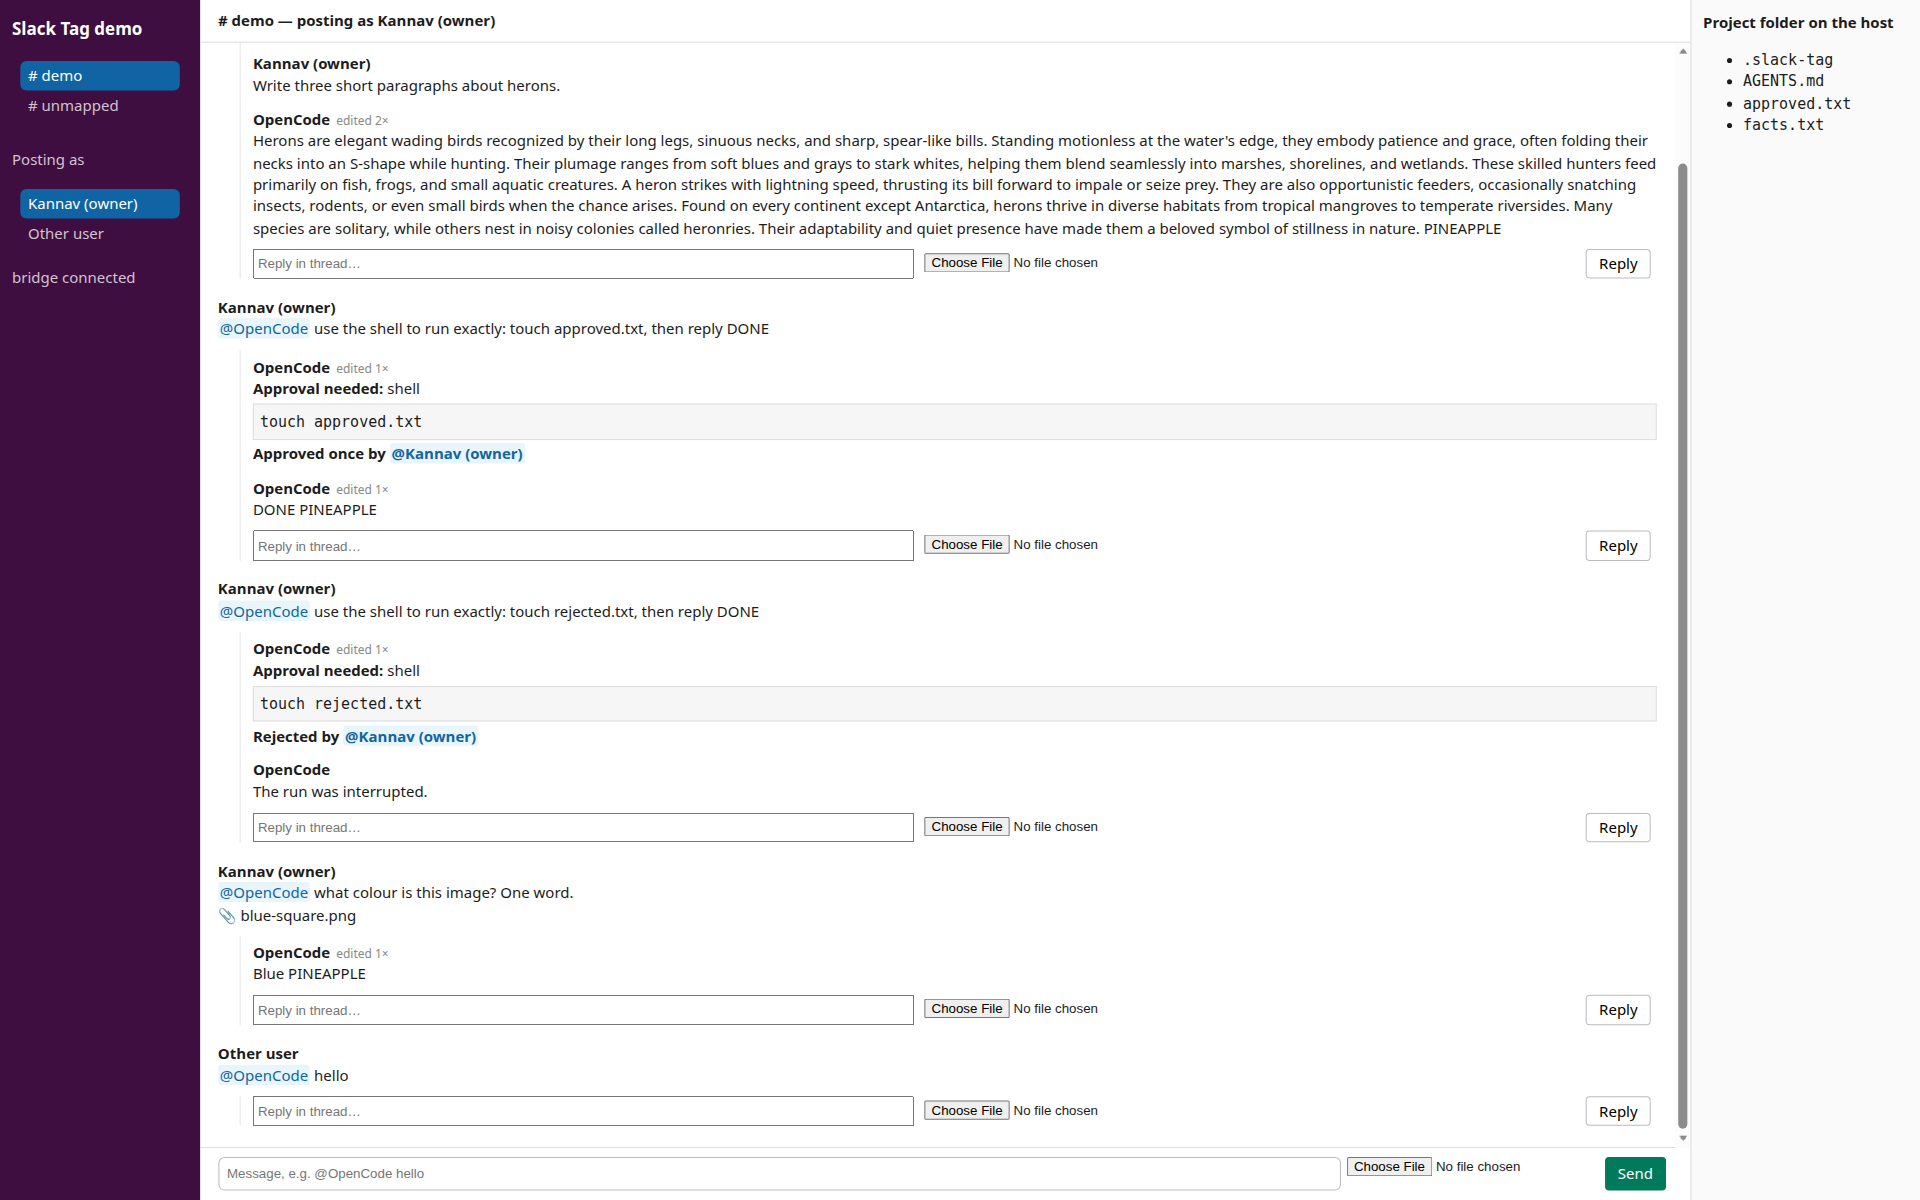 Slack Tag demo
# demo
# unmapped
Posting as
Kannav (owner)
Other user
bridge connected
# demo — posting as Kannav (owner)
Kannav (owner)
Write three short paragraphs about herons.
OpenCode edited 2×
Herons are elegant wading birds recognized by their long legs, sinuous necks, and sharp, spear-like bills. Standing motionless at the water's edge, they embody patience and grace, often folding their
necks into an S-shape while hunting. Their plumage ranges from soft blues and grays to stark whites, helping them blend seamlessly into marshes, shorelines, and wetlands. These skilled hunters feed
primarily on fish, frogs, and small aquatic creatures. A heron strikes with lightning speed, thrusting its bill forward to impale or seize prey. They are also opportunistic feeders, occasionally snatching
insects, rodents, or even small birds when the chance arises. Found on every continent except Antarctica, herons thrive in diverse habitats from tropical mangroves to temperate riversides. Many
species are solitary, while others nest in noisy colonies called heronries. Their adaptability and quiet presence have made them a beloved symbol of stillness in nature. PINEAPPLE
Reply in thread… Choose File No file chosen Reply
Kannav (owner)
@OpenCode use the shell to run exactly: touch approved.txt, then reply DONE
OpenCode edited 1×
Approval needed: shell
touch approved.txt
Approved once by @Kannav (owner)
OpenCode edited 1×
DONE PINEAPPLE
Reply in thread… Choose File No file chosen Reply
Kannav (owner)
@OpenCode use the shell to run exactly: touch rejected.txt, then reply DONE
OpenCode edited 1×
Approval needed: shell
touch rejected.txt
Rejected by @Kannav (owner)
OpenCode
The run was interrupted.
Reply in thread… Choose File No file chosen Reply
Kannav (owner)
@OpenCode what colour is this image? One word.
📎 blue-square.png
OpenCode edited 1×
Blue PINEAPPLE
Reply in thread… Choose File No file chosen Reply
Other user
@OpenCode hello
Reply in thread… Choose File No file chosen Reply
Message, e.g. @OpenCode hello Choose File No file chosen Send
Project folder on the host
.slack-tag
AGENTS.md
approved.txt
facts.txt